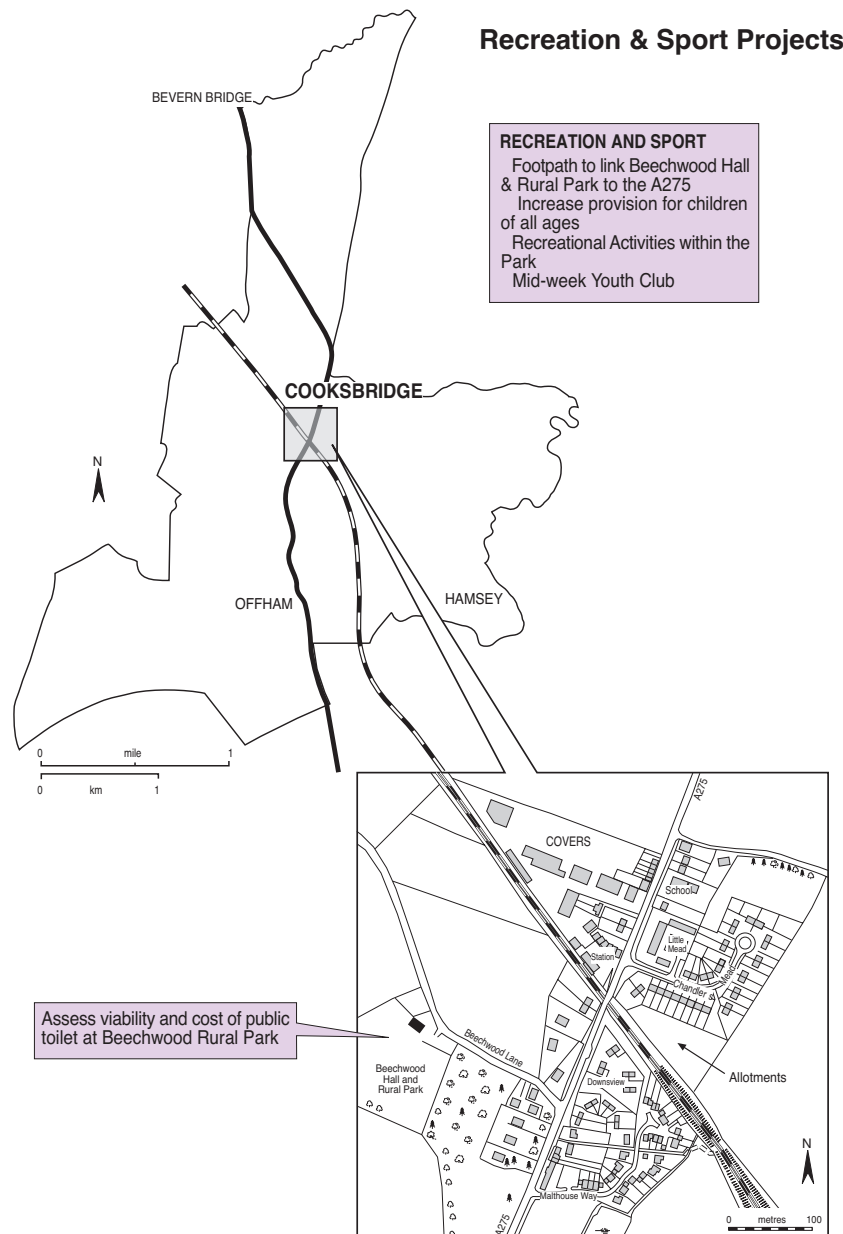 Recreation & Sport Projects
BEVERN BRIDGE
RECREATION AND SPORT
Footpath to link Beechwood Hall
& Rural Park to the A275
Increase provision for children
of all ages
Recreational Activities within the
Park
Mid-week Youth Club
COOKSBRIDGE
N
OFFHAM
HAMSEY
0 mile 1
0 km 1
A275
COVERS
School
Little
Mead
Station
Chandler's
Mead
Assess viability and cost of public
toilet at Beechwood Rural Park
Beechwood Lane
Beechwood
Hall and
Rural Park
Downsview
Allotments
N
Malthouse Way
A275
0 metres 100